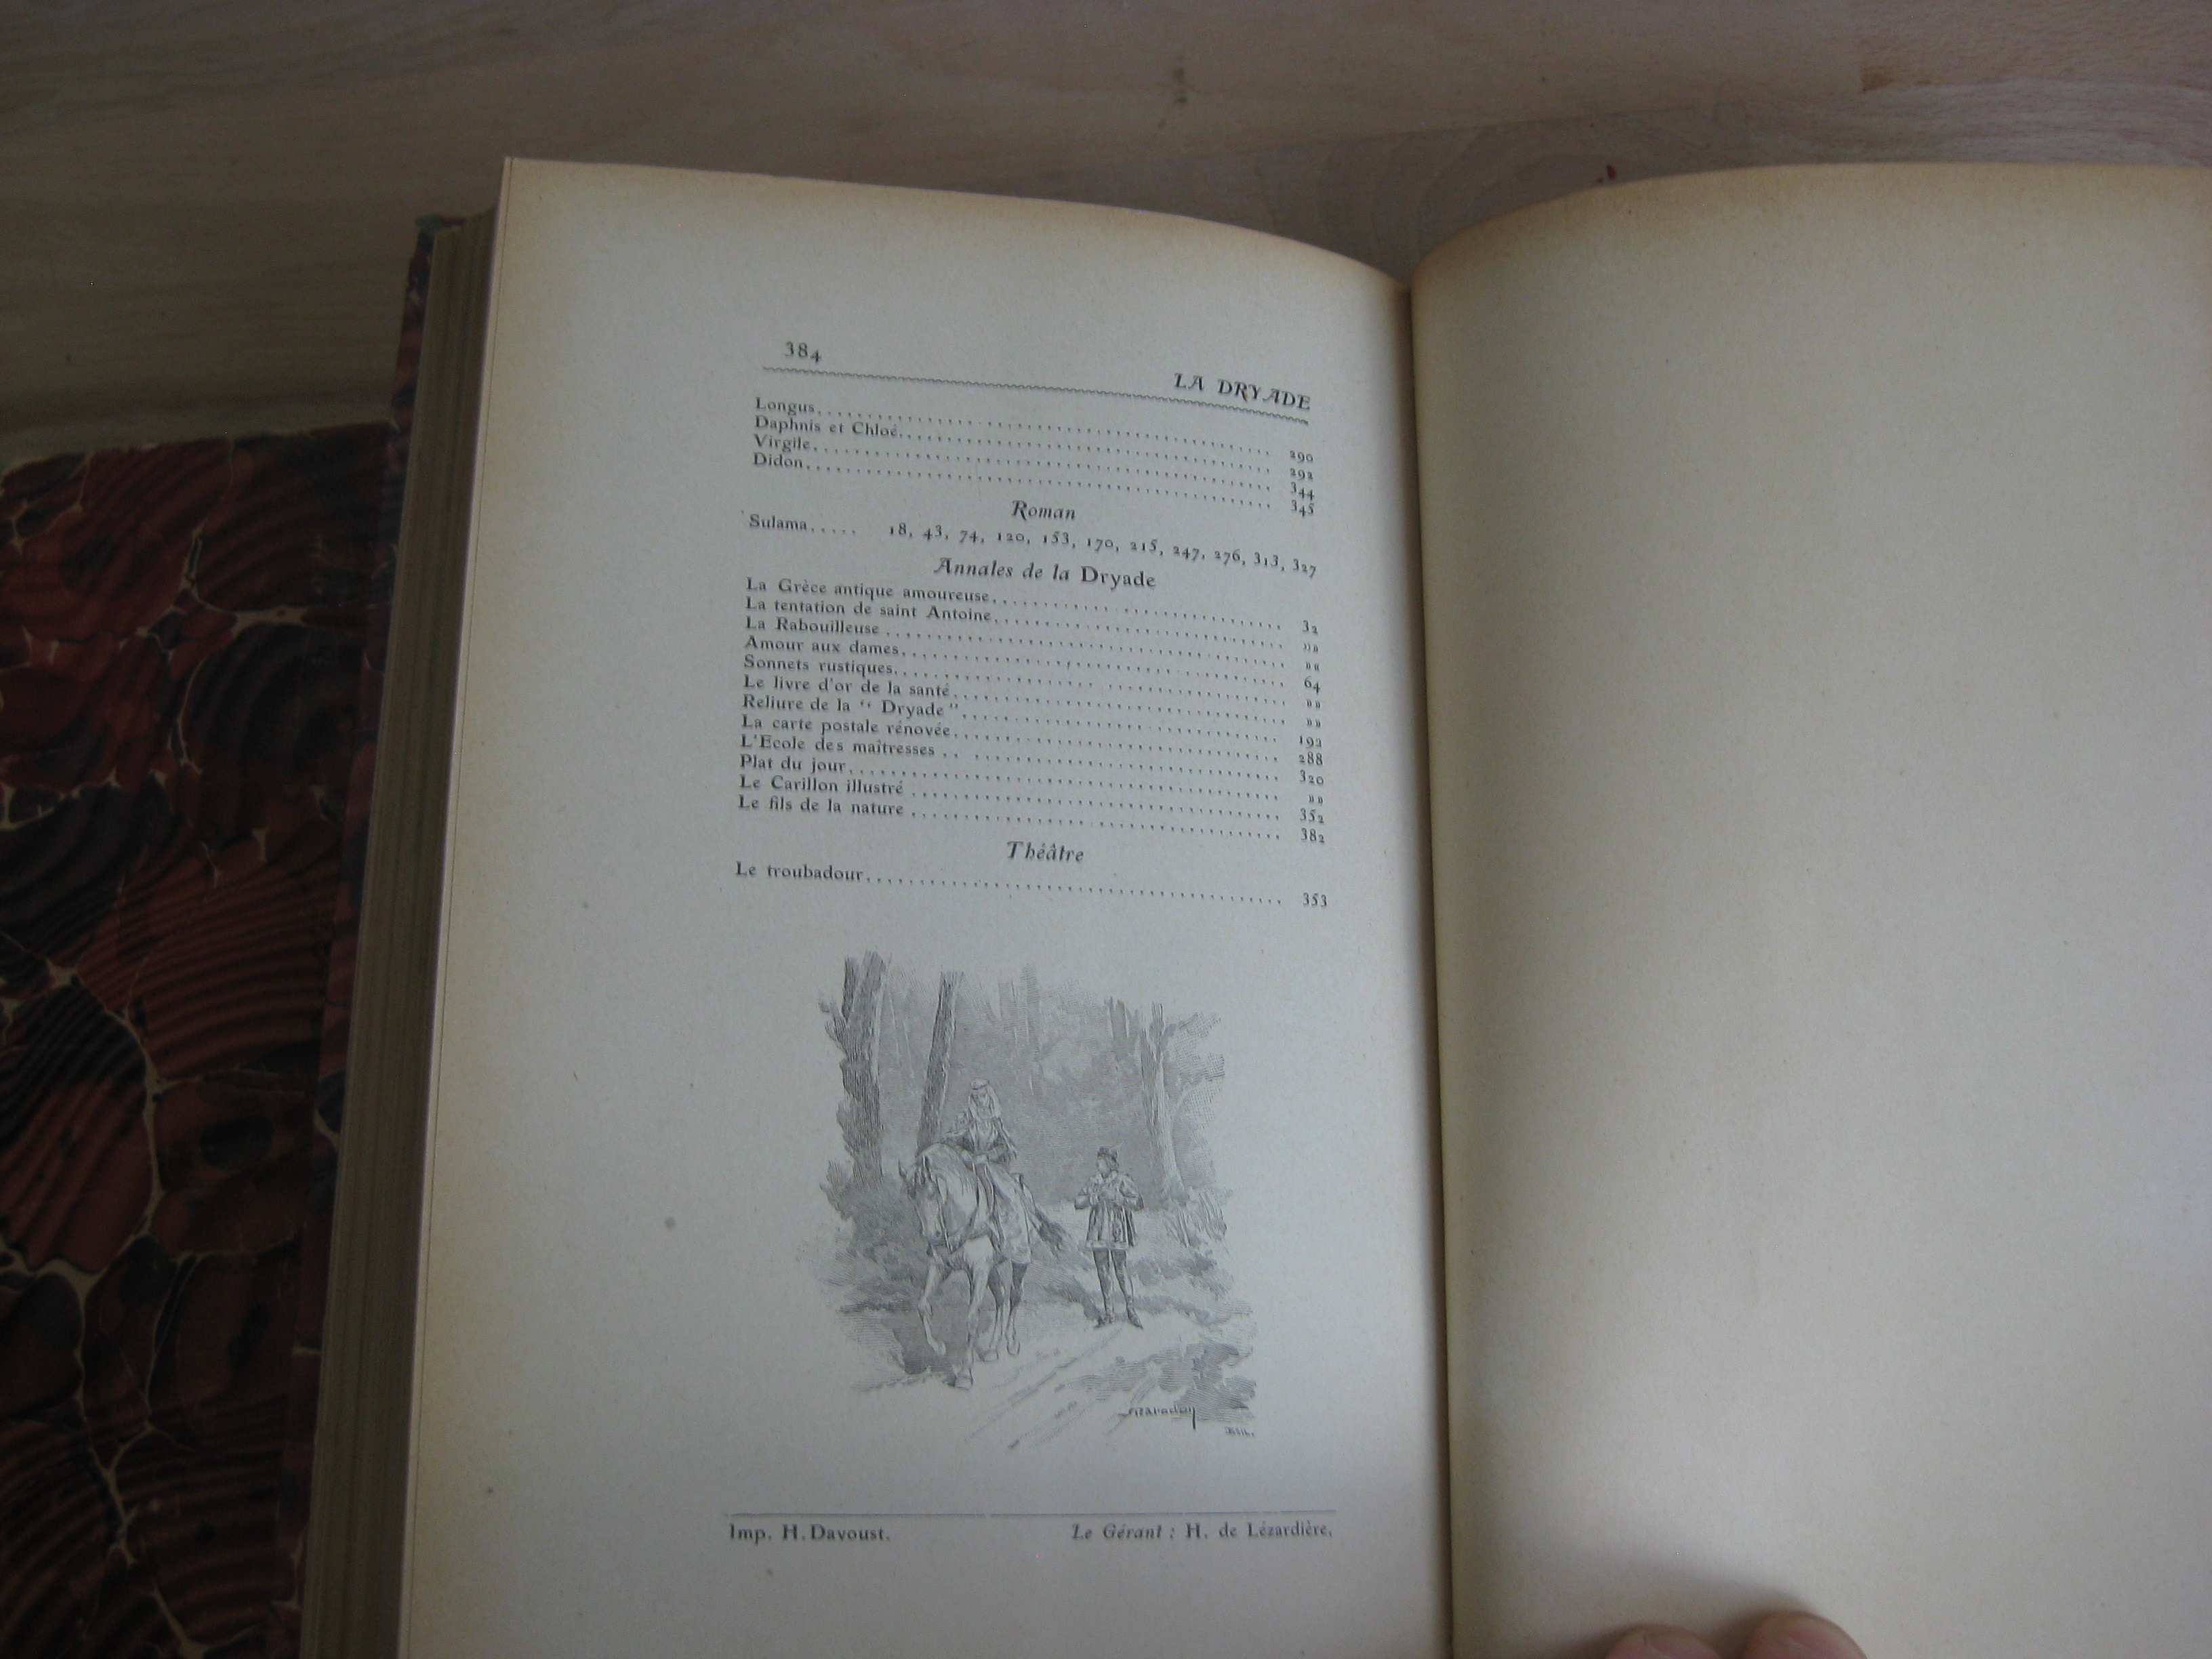 384
LA DRYADE
Longus........ 290
Daphnis et Chloé........ 292
Virgile........ 344
Didon........ 345
Roman
Sulama..... 18, 43, 74, 120, 153, 170, 215, 247, 276, 313, 327
Annales de la Dryade
La Grèce antique amoureuse........ 32
La tentation de saint Antoine........ »»
La Rabouilleuse........ »«
Amour aux dames........ 64
Sonnets rustiques........ »»
Le livre d'or de la santé........ »»
Reliure de la “ Dryade ”........ 192
La carte postale rénovée........ 288
L'Ecole des maîtresses........ 320
Plat du jour........ »»
Le Carillon illustré........ 352
Le fils de la nature........ 382
Théâtre
Le troubadour........ 353
Imp. H. Davoust.
Le Gérant : H. de Lézardière.